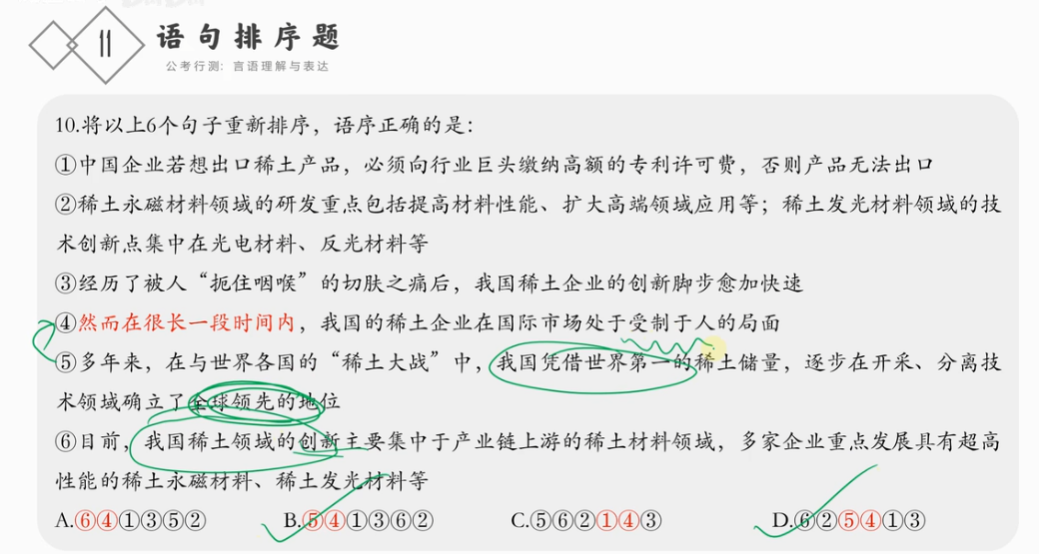 11 语句排序题
公考行测：言语理解与表达
10.将以上6个句子重新排序，语序正确的是：
①中国企业若想出口稀土产品，必须向行业巨头缴纳高额的专利许可费，否则产品无法出口
②稀土永磁材料领域的研发重点包括提高材料性能、扩大高端领域应用等；稀土发光材料领域的技
术创新点集中在光电材料、反光材料等
③经历了被人“扼住咽喉”的切肤之痛后，我国稀土企业的创新脚步愈加快速
④然而在很长一段时间内，我国的稀土企业在国际市场处于受制于人的局面
⑤多年来，在与世界各国的“稀土大战”中，我国凭借世界第一的稀土储量，逐步在开采、分离技
术领域确立了全球领先的地位
⑥目前，我国稀土领域的创新主要集中于产业链上游的稀土材料领域，多家企业重点发展具有超高
性能的稀土永磁材料、稀土发光材料等
A.⑥④①③⑤② B.⑤④①③⑥② C.⑤⑥②①④③ D.⑥②⑤④①③